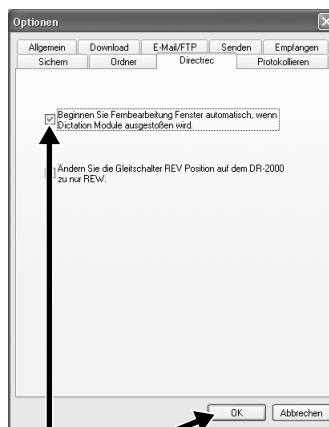 Optionen
Allgemein Download E-Mail/FTP Senden Empfangen
Sichern Ordner Directrec Protokollieren
Beginnen Sie Fernbearbeitung Fenster automatisch, wenn
Dictation Module ausgestoßen wird.
Ändern Sie die Gleitschalter REV Position auf dem DR-2000
zu nur REW.
OK Abbrechen